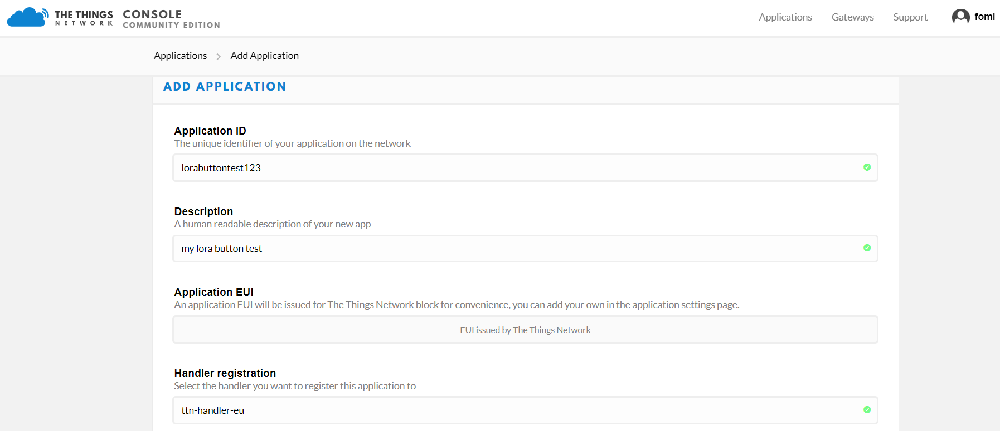 THE THINGS
NETWORK
CONSOLE
COMMUNITY EDITION
Applications Gateways Support fomi
Applications > Add Application
ADD APPLICATION
Application ID
The unique identifier of your application on the network
lorabuttontest123
Description
A human readable description of your new app
my lora button test
Application EUI
An application EUI will be issued for The Things Network block for convenience, you can add your own in the application settings page.
EUI issued by The Things Network
Handler registration
Select the handler you want to register this application to
ttn-handler-eu